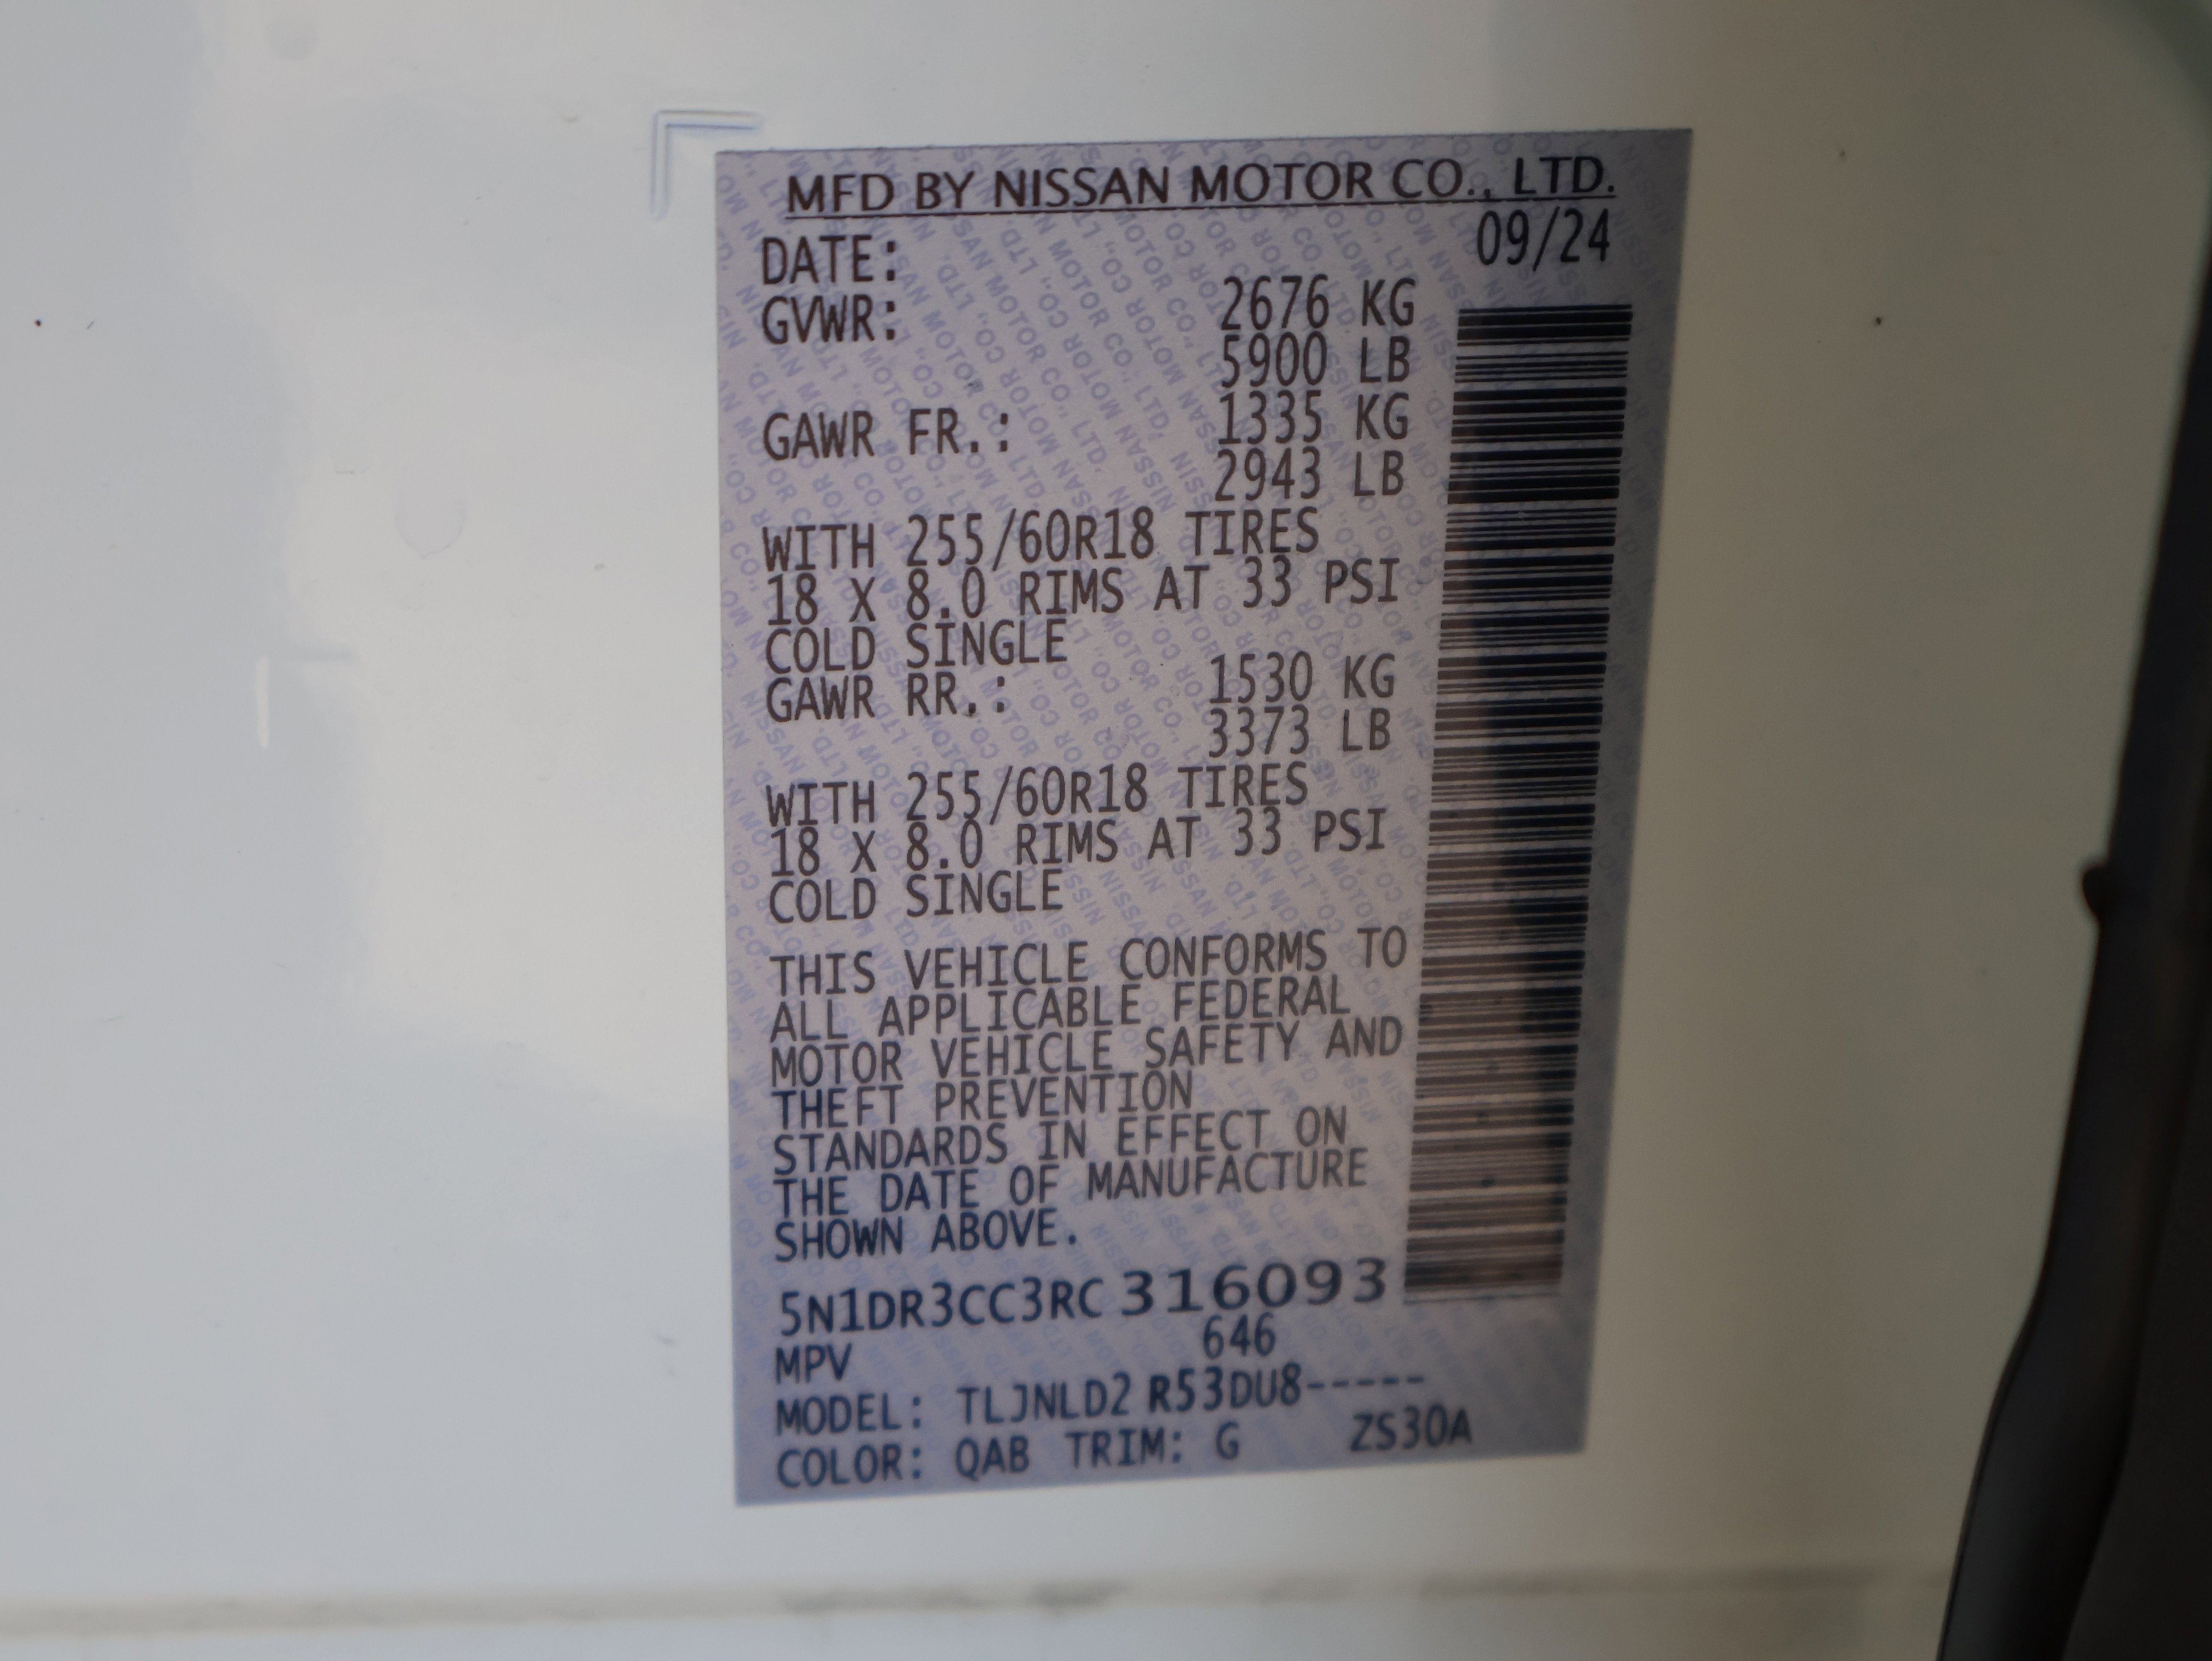 MFD BY NISSAN MOTOR CO., LTD.
DATE: 09/24
GVWR: 2676 KG
5900 LB
GAWR FR.: 1335 KG
2943 LB
WITH 255/60R18 TIRES
18 X 8.0 RIMS AT 33 PSI
COLD SINGLE
GAWR RR.: 1530 KG
3373 LB
WITH 255/60R18 TIRES
18 X 8.0 RIMS AT 33 PSI
COLD SINGLE
THIS VEHICLE CONFORMS TO
ALL APPLICABLE FEDERAL
MOTOR VEHICLE SAFETY AND
THEFT PREVENTION
STANDARDS IN EFFECT ON
THE DATE OF MANUFACTURE
SHOWN ABOVE.
5N1DR3CC3RC 316093
646
MPV
MODEL: TLJNLD2 R53DU8-----
COLOR: QAB TRIM: G ZS30A